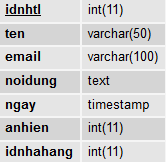 idnhtl int(11)
ten varchar(50)
email varchar(100)
noidung text
ngay timestamp
anhien int(11)
idnhahang int(11)